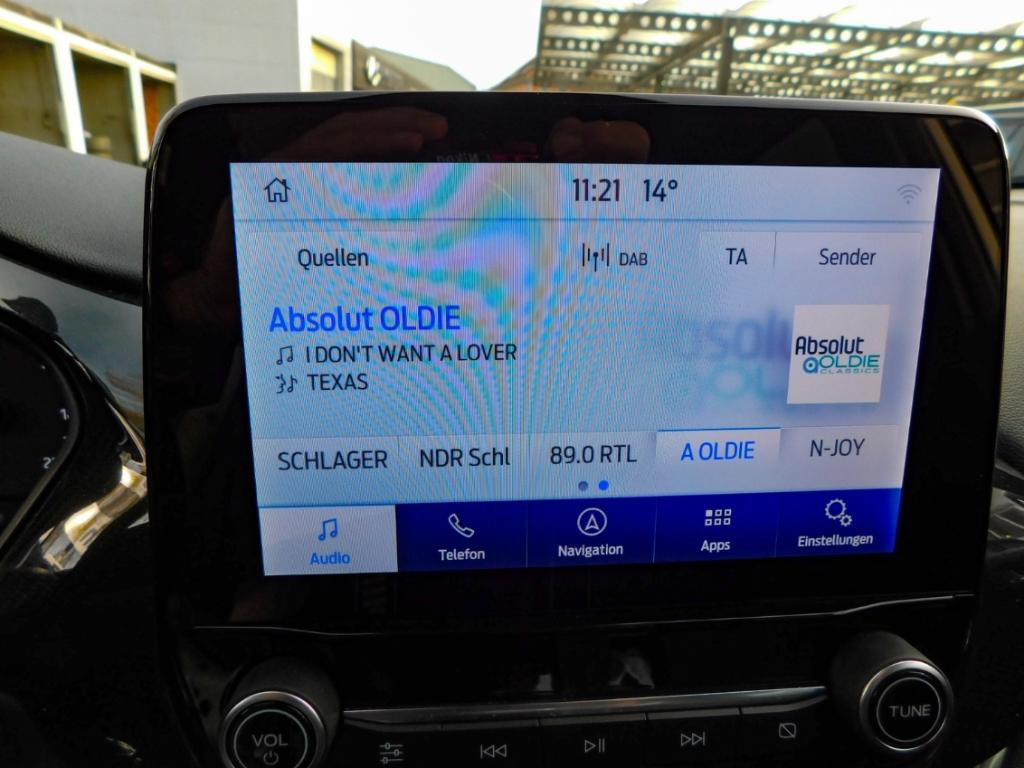 11:21 14°
Quellen DAB TA Sender
Absolut OLDIE
I DON'T WANT A LOVER
TEXAS
Absolut
OLDIE
CLASSICS
SCHLAGER NDR Schl 89.0 RTL A OLDIE N-JOY
Audio Telefon Navigation Apps Einstellungen
VOL TUNE